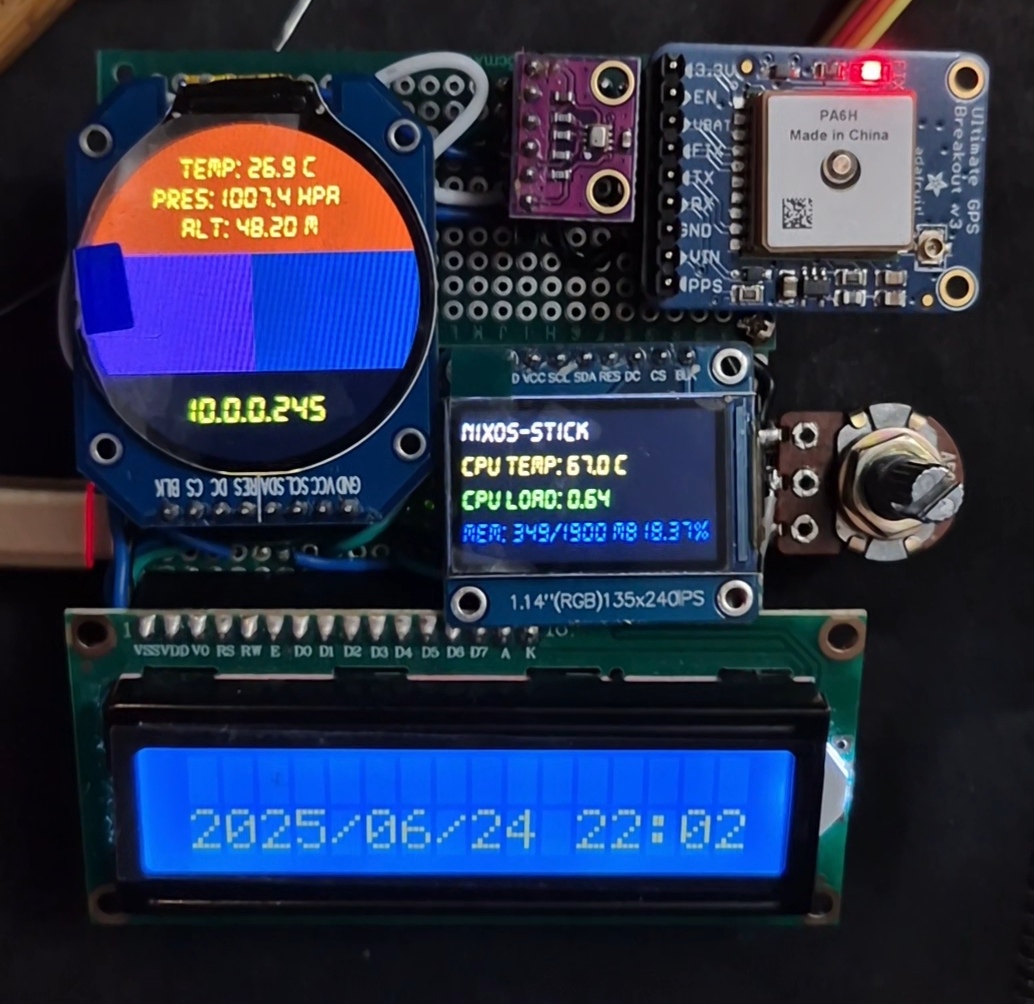 TEMP: 26.9 C
PRES: 1007.4 HPA
ALT: 48.20 M
10.0.0.245
GND VCC SCL SDA RES DC CS BLK
3.3V
EN
VBAT
FIX
TX
RX
GND
VIN
PPS
FIX
PA6H
Made in China
Ultimate GPS
Breakout v3
adafruit
D VCC SCL SDA RES DC CS BLK
NIXOS-STICK
CPU TEMP: 67.0 C
CPU LOAD: 0.64
MEM: 349/1900 MB 18.37%
1.14"(RGB)135x240IPS
1
VSS VDD V0 RS RW E D0 D1 D2 D3 D4 D5 D6 D7 A K
2025/06/24 22:02